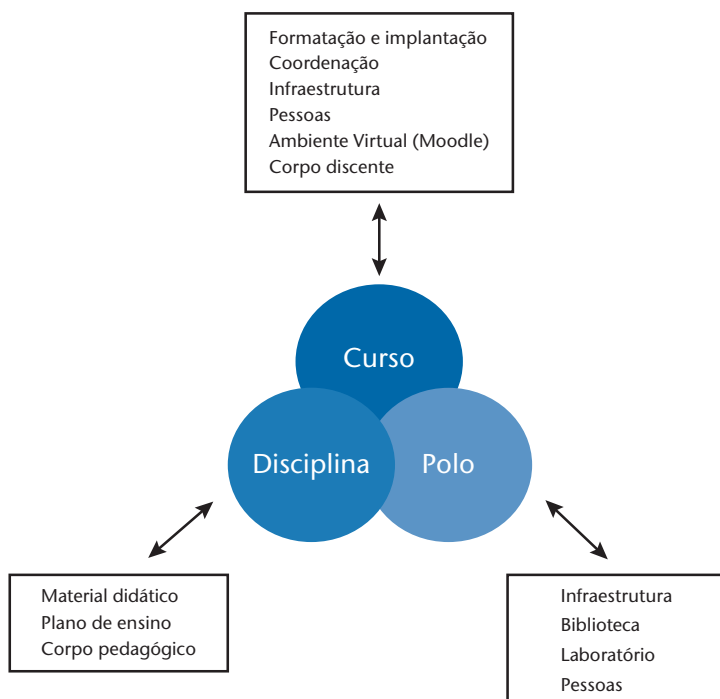 Formatação e implantação
Coordenação
Infraestrutura
Pessoas
Ambiente Virtual (Moodle)
Corpo discente
Curso
Disciplina
Polo
Material didático
Plano de ensino
Corpo pedagógico
Infraestrutura
Biblioteca
Laboratório
Pessoas